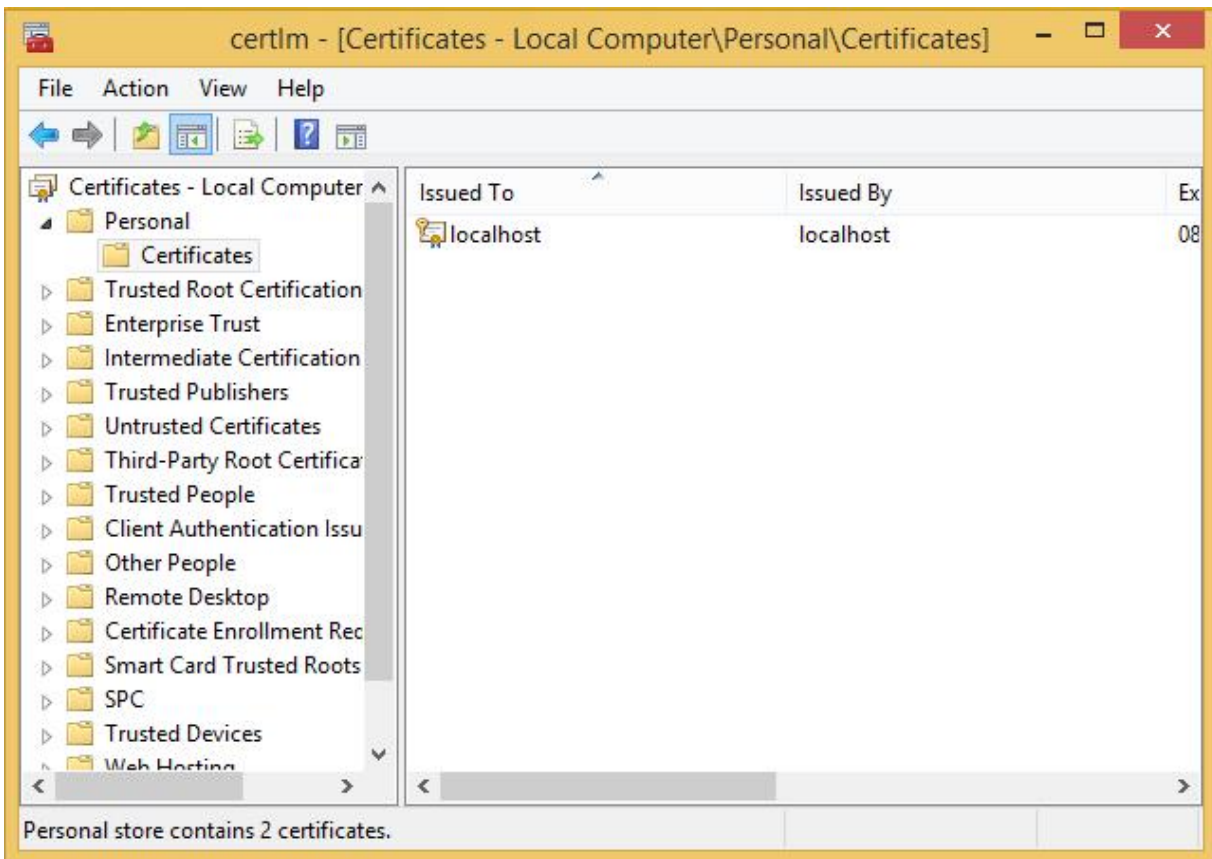 certlm - [Certificates - Local Computer\Personal\Certificates]
File Action View Help
Certificates - Local Computer
Personal
Certificates
Trusted Root Certification
Enterprise Trust
Intermediate Certification
Trusted Publishers
Untrusted Certificates
Third-Party Root Certifica
Trusted People
Client Authentication Issu
Other People
Remote Desktop
Certificate Enrollment Rec
Smart Card Trusted Roots
SPC
Trusted Devices
Web Hosting
Issued To Issued By Ex
localhost localhost 08
Personal store contains 2 certificates.